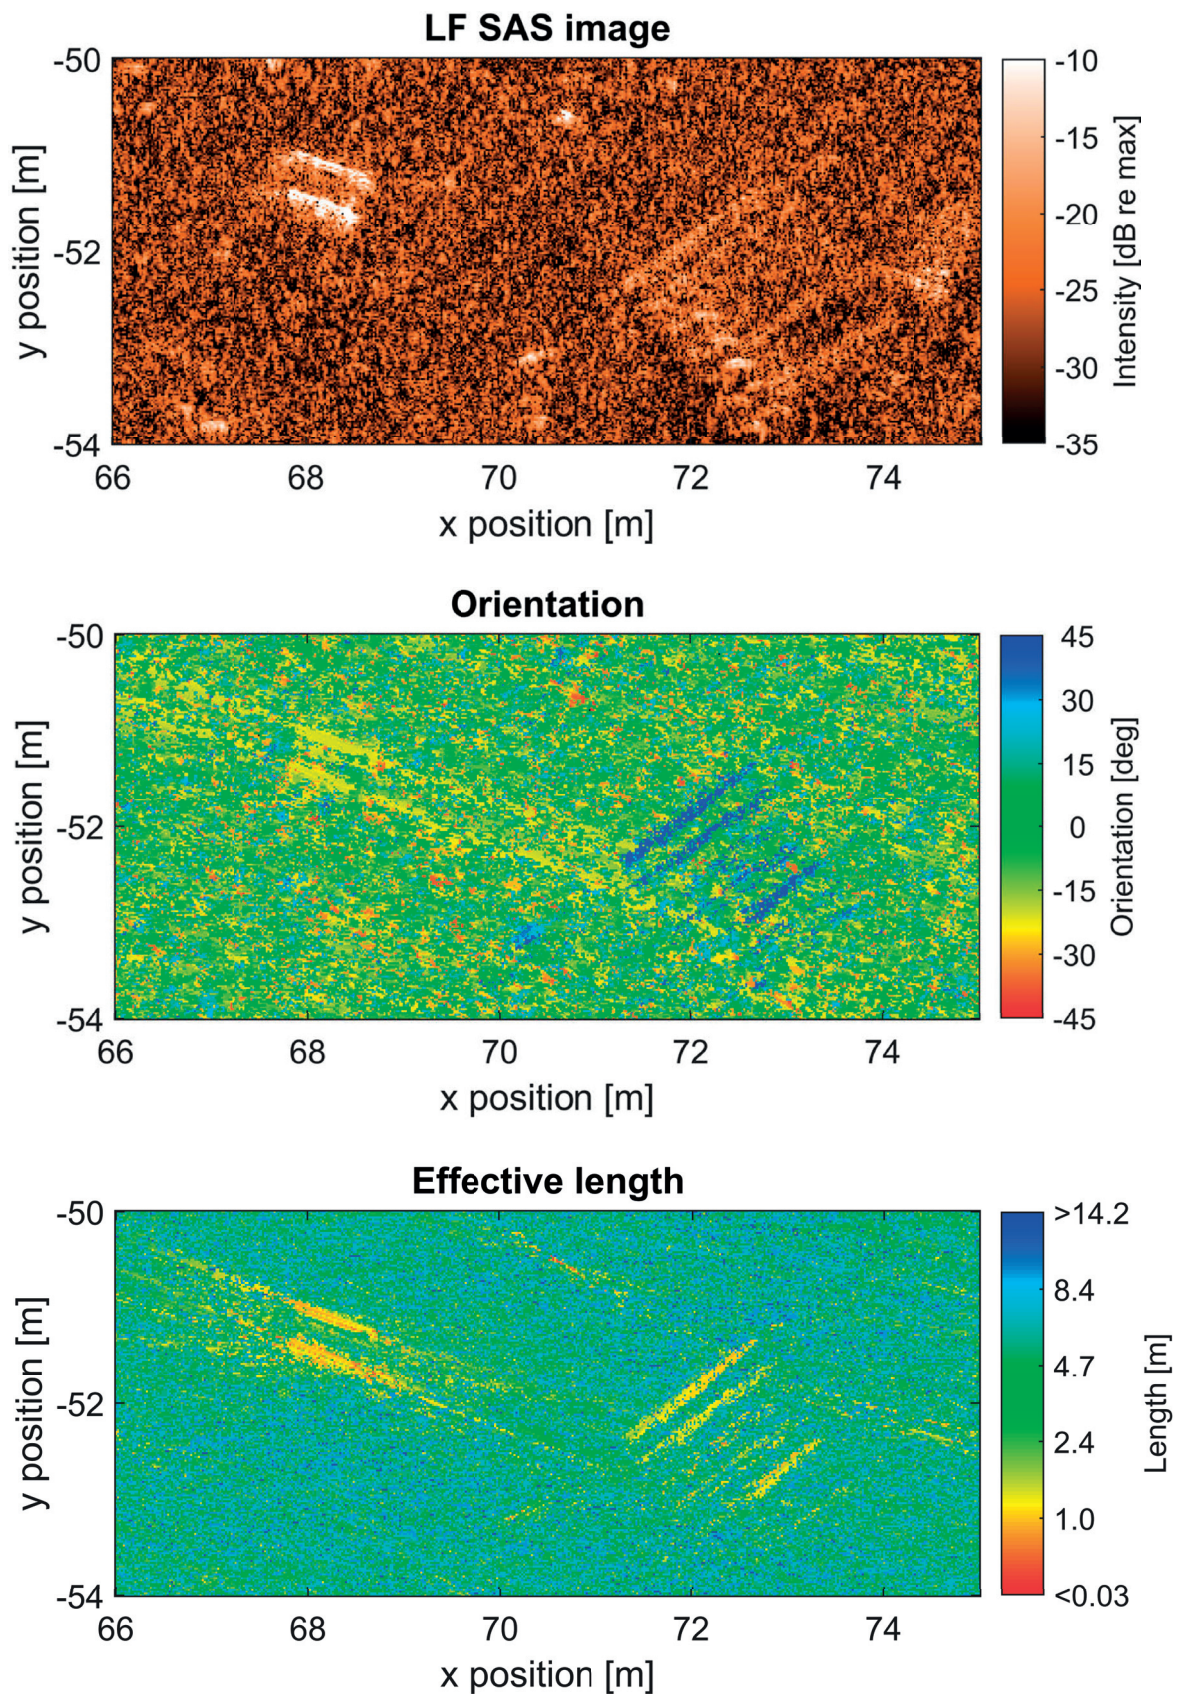 LF SAS image
-50
-52
-54
y position [m]
66 68 70 72 74
x position [m]
-10
-15
-20
-25
-30
-35
Intensity [dB re max]
Orientation
-50
-52
-54
y position [m]
66 68 70 72 74
x position [m]
45
30
15
0
-15
-30
-45
Orientation [deg]
Effective length
-50
-52
-54
y position [m]
66 68 70 72 74
x position [m]
>14.2
8.4
4.7
2.4
1.0
<0.03
Length [m]